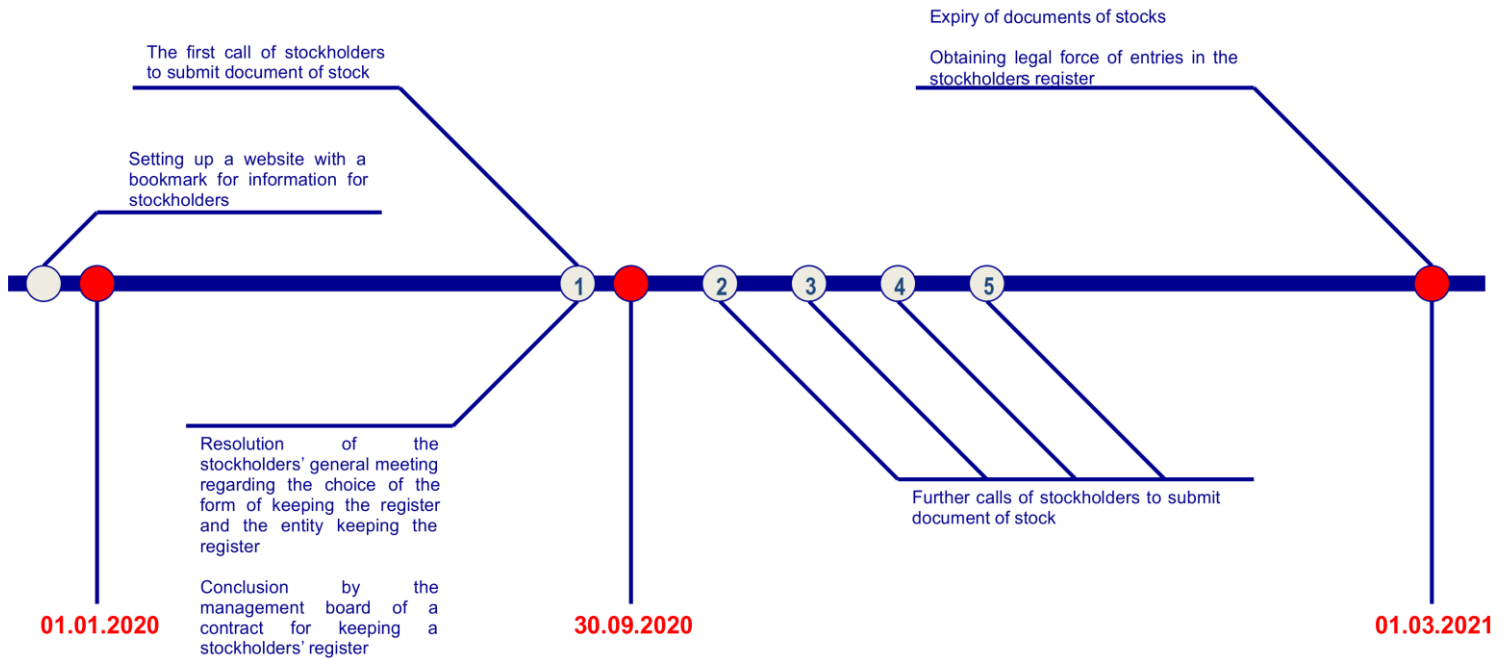 Expiry of documents of stocks
Obtaining legal force of entries in the
stockholders register
The first call of stockholders
to submit document of stock
Setting up a website with a
bookmark for information for
stockholders
1
2
3
4
5
Resolution of the
stockholders' general meeting
regarding the choice of the
form of keeping the register
and the entity keeping the
register
Conclusion by the
management board of a
contract for keeping a
stockholders' register
Further calls of stockholders to submit
document of stock
01.01.2020
30.09.2020
01.03.2021